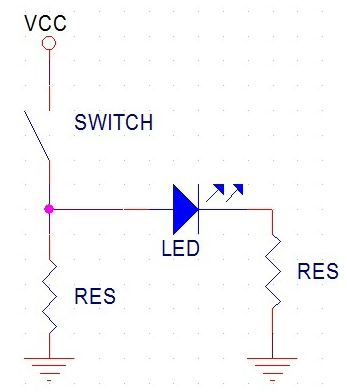 VCC
SWITCH
LED
RES
RES